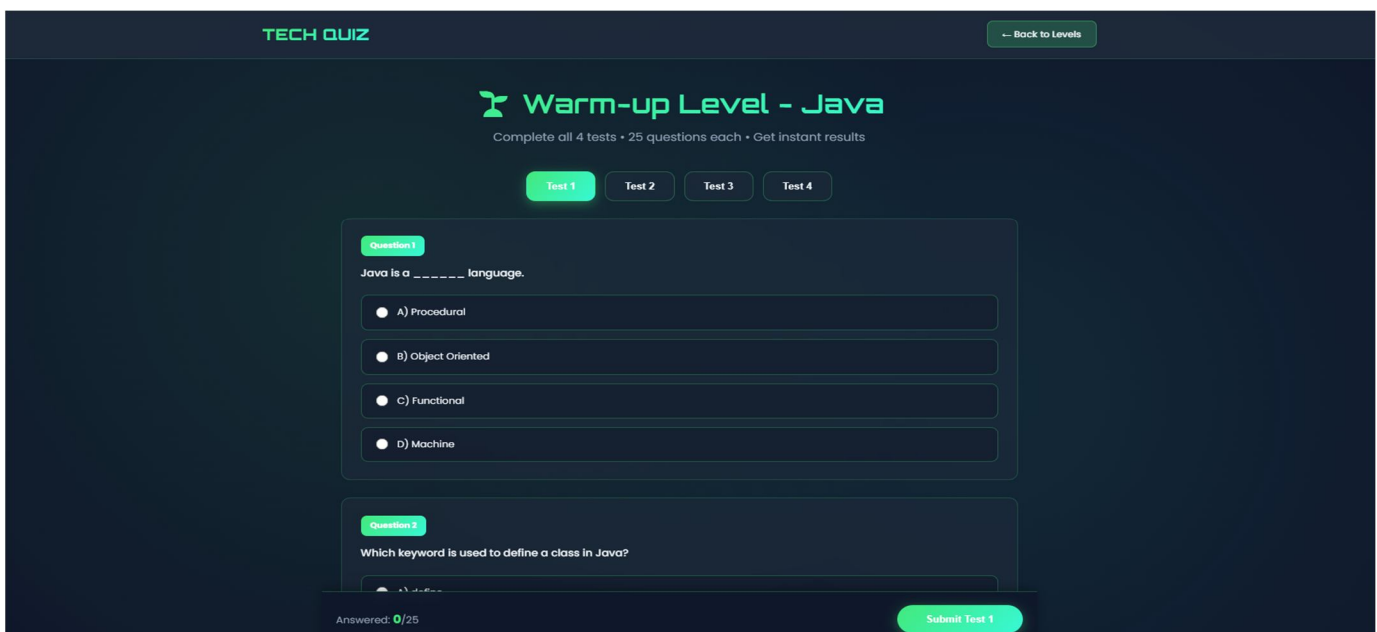 TECH QUIZ
← Back to Levels
Warm-up Level - Java
Complete all 4 tests • 25 questions each • Get instant results
Test 1
Test 2
Test 3
Test 4
Question 1
Java is a ______ language.
A) Procedural
B) Object Oriented
C) Functional
D) Machine
Question 2
Which keyword is used to define a class in Java?
A) define
Answered: 0/25
Submit Test 1